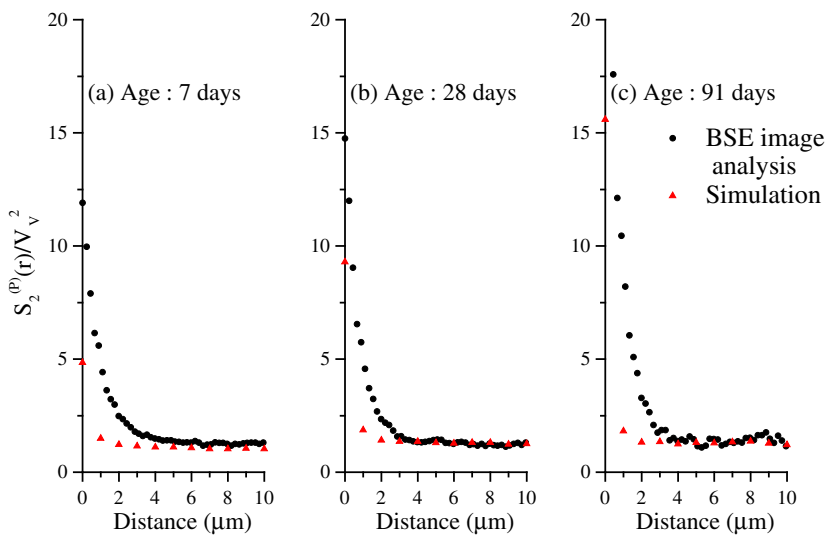 20
15
10
5
0
(a) Age : 7 days
0 2 4 6 8 10
Distance (μm)
S₂⁽ᴾ⁾(r)/Vᵥ²
20
15
10
5
0
(b) Age : 28 days
0 2 4 6 8 10
Distance (μm)
20
15
10
5
0
(c) Age : 91 days
BSE image
analysis
Simulation
0 2 4 6 8 10
Distance (μm)